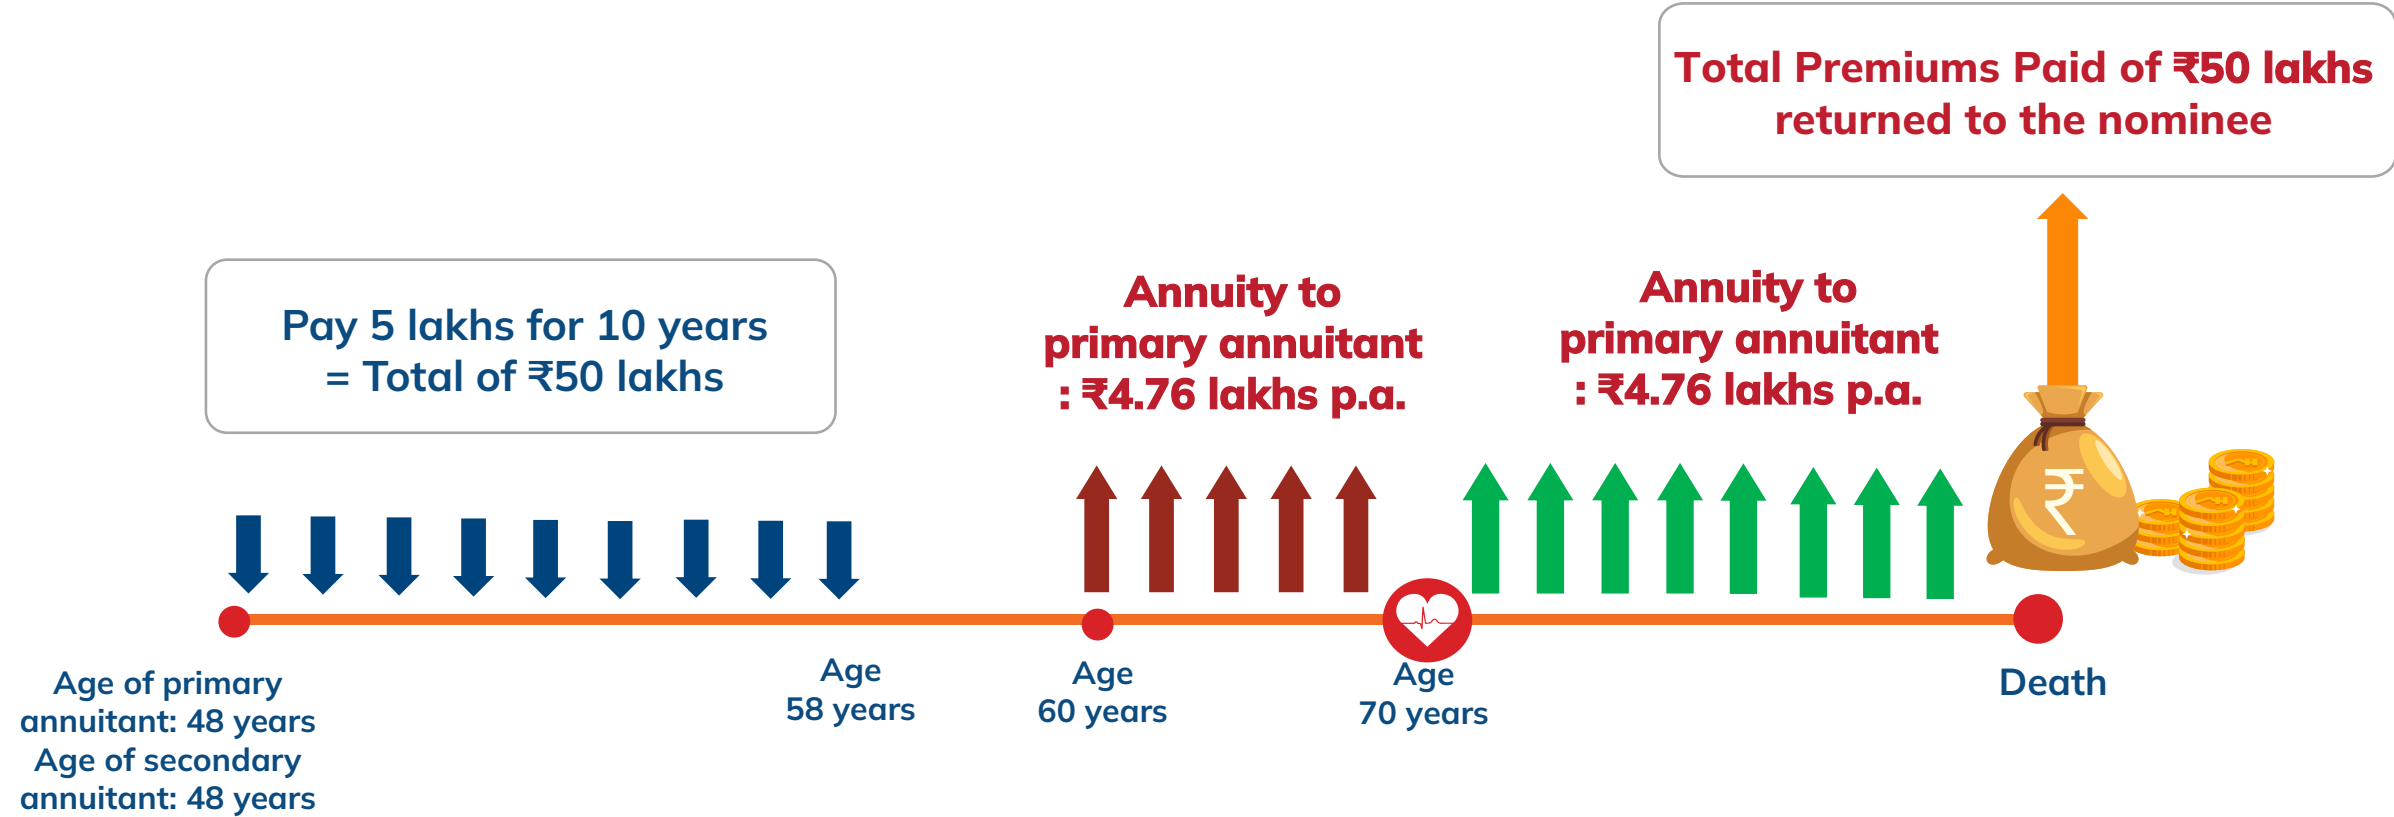 Total Premiums Paid of ₹50 lakhs
returned to the nominee
Pay 5 lakhs for 10 years
= Total of ₹50 lakhs
Annuity to
primary annuitant
: ₹4.76 lakhs p.a.
Annuity to
primary annuitant
: ₹4.76 lakhs p.a.
₹
Age of primary
annuitant: 48 years
Age of secondary
annuitant: 48 years
Age
58 years
Age
60 years
Age
70 years
Death